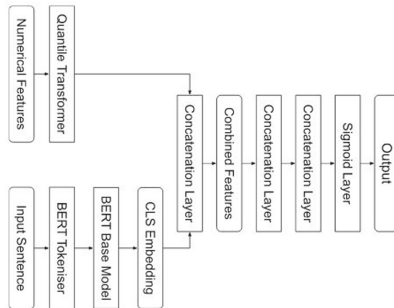 Numerical Features
Quantile Transformer
Input Sentence
BERT Tokeniser
BERT Base Model
CLS Embedding
Concatenation Layer
Combined Features
Concatenation Layer
Concatenation Layer
Sigmoid Layer
Output